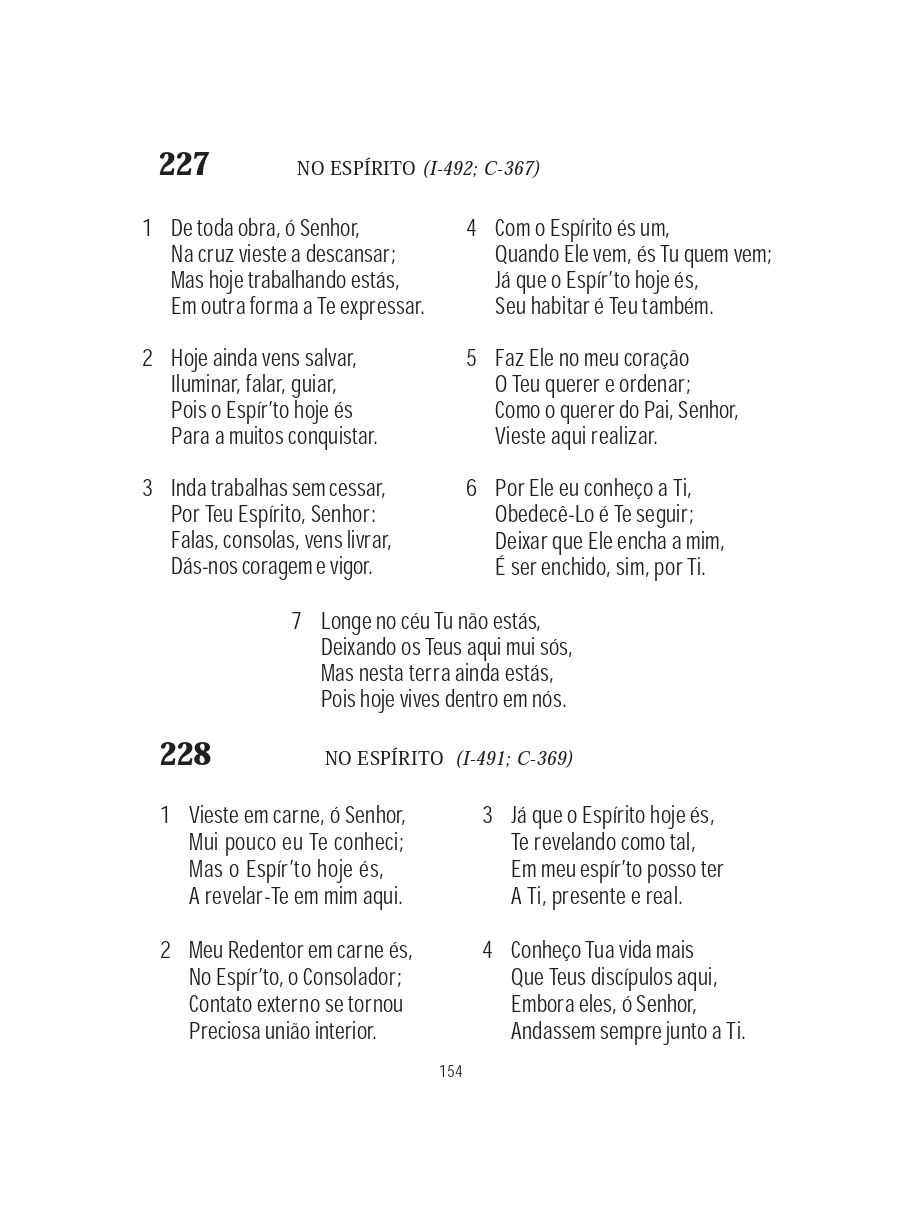 227 NO ESPÍRITO (I-492; C-367)
1 De toda obra, ó Senhor,
Na cruz vieste a descansar;
Mas hoje trabalhando estás,
Em outra forma a Te expressar.
2 Hoje ainda vens salvar,
Iluminar, falar, guiar,
Pois o Espír’to hoje és
Para a muitos conquistar.
3 Inda trabalhas sem cessar,
Por Teu Espírito, Senhor:
Falas, consolas, vens livrar,
Dás-nos coragem e vigor.
4 Com o Espírito és um,
Quando Ele vem, és Tu quem vem;
Já que o Espír’to hoje és,
Seu habitar é Teu também.
5 Faz Ele no meu coração
O Teu querer e ordenar;
Como o querer do Pai, Senhor,
Vieste aqui realizar.
6 Por Ele eu conheço a Ti,
Obedecê-Lo é Te seguir;
Deixar que Ele encha a mim,
É ser enchido, sim, por Ti.
7 Longe no céu Tu não estás,
Deixando os Teus aqui mui sós,
Mas nesta terra ainda estás,
Pois hoje vives dentro em nós.
228 NO ESPÍRITO (I-491; C-369)
1 Vieste em carne, ó Senhor,
Mui pouco eu Te conheci;
Mas o Espír’to hoje és,
A revelar-Te em mim aqui.
2 Meu Redentor em carne és,
No Espír’to, o Consolador;
Contato externo se tornou
Preciosa união interior.
3 Já que o Espírito hoje és,
Te revelando como tal,
Em meu espír’to posso ter
A Ti, presente e real.
4 Conheço Tua vida mais
Que Teus discípulos aqui,
Embora eles, ó Senhor,
Andassem sempre junto a Ti.
154